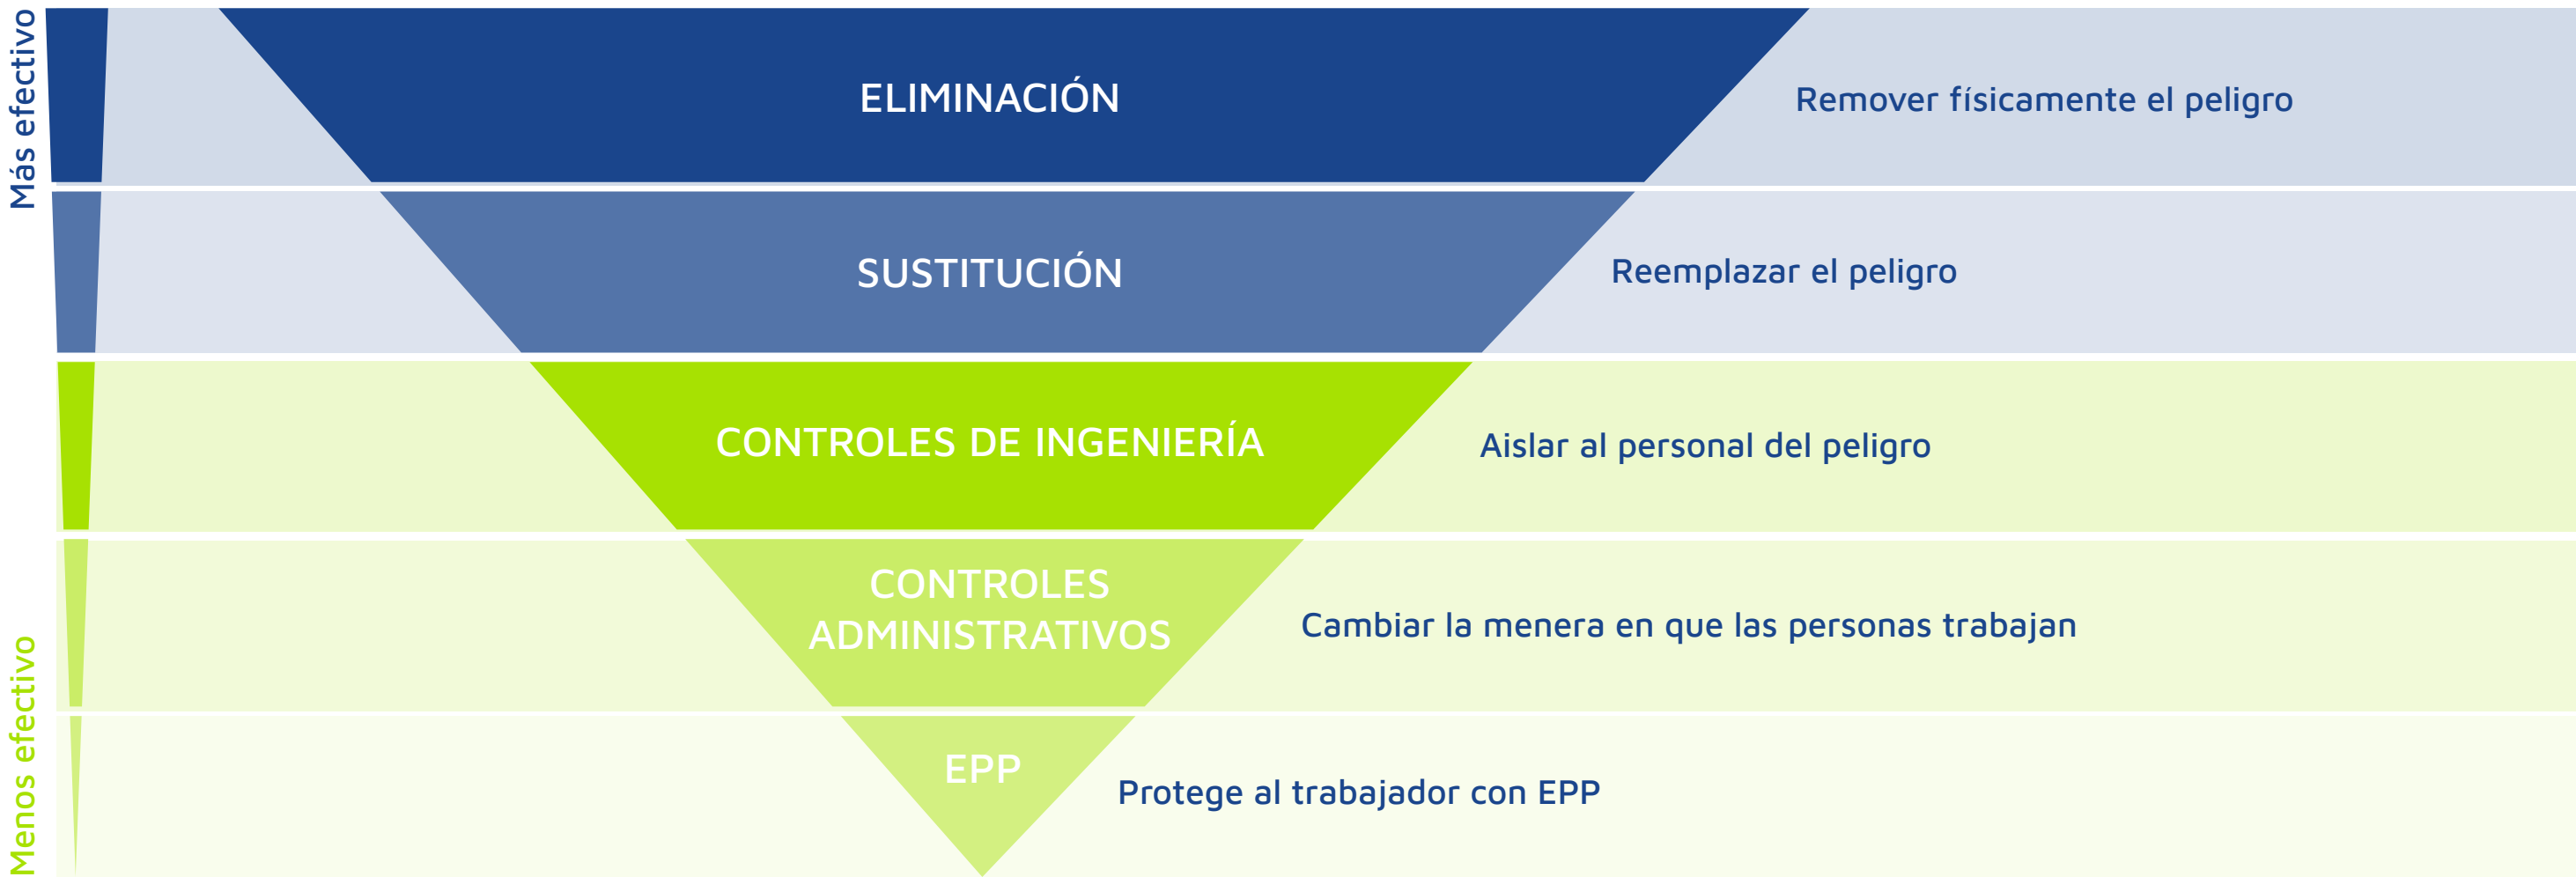 Más efectivo
ELIMINACIÓN
Remover físicamente el peligro
SUSTITUCIÓN
Reemplazar el peligro
CONTROLES DE INGENIERÍA
Aislar al personal del peligro
CONTROLES
ADMINISTRATIVOS
Cambiar la menera en que las personas trabajan
Menos efectivo
EPP
Protege al trabajador con EPP